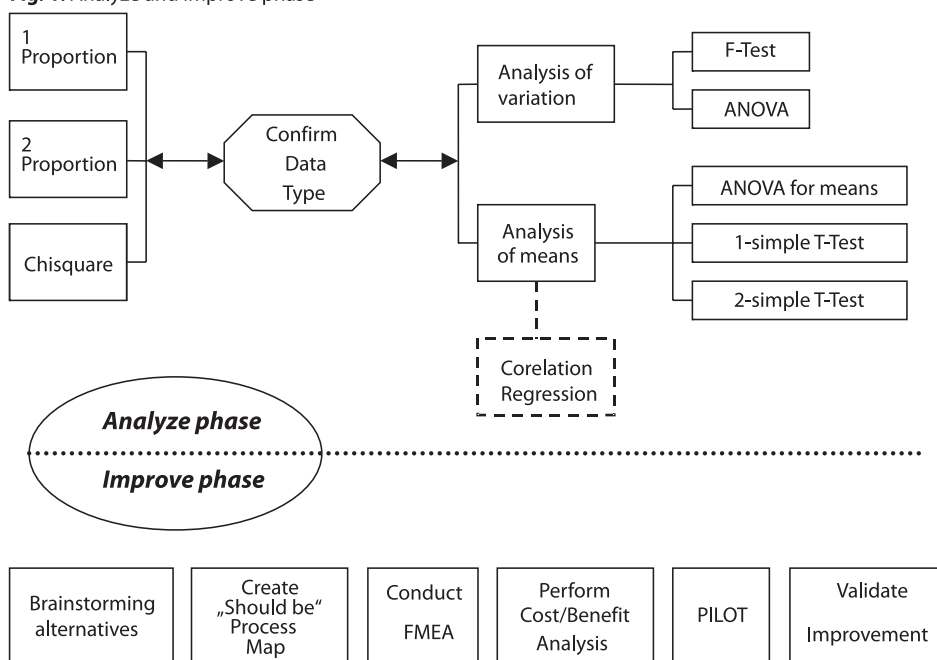 1
Proportion
2
Proportion
Chisquare
Confirm
Data
Type
Analysis of
variation
F-Test
ANOVA
Analysis
of means
ANOVA for means
1-simple T-Test
2-simple T-Test
Corelation
Regression
Analyze phase
Improve phase
Brainstorming
alternatives
Create
„Should be“
Process
Map
Conduct
FMEA
Perform
Cost/Benefit
Analysis
PILOT
Validate
Improvement